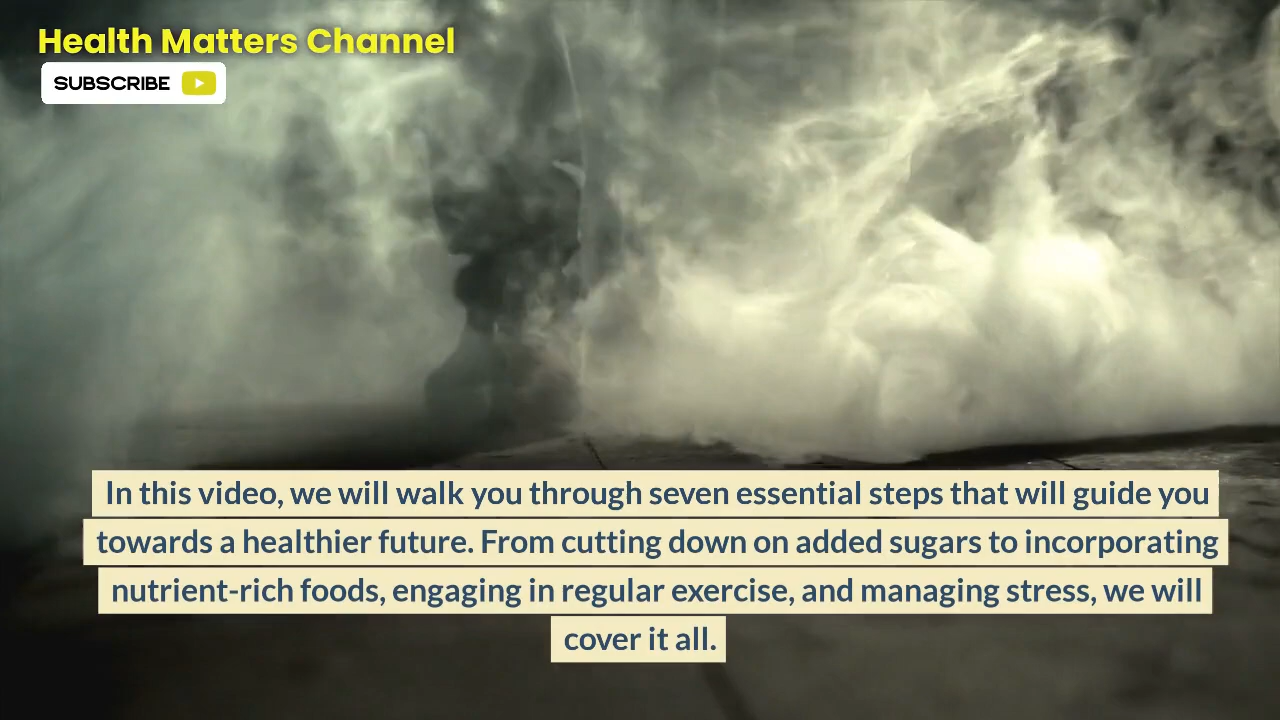 Health Matters Channel
SUBSCRIBE
In this video, we will walk you through seven essential steps that will guide you
towards a healthier future. From cutting down on added sugars to incorporating
nutrient-rich foods, engaging in regular exercise, and managing stress, we will
cover it all.